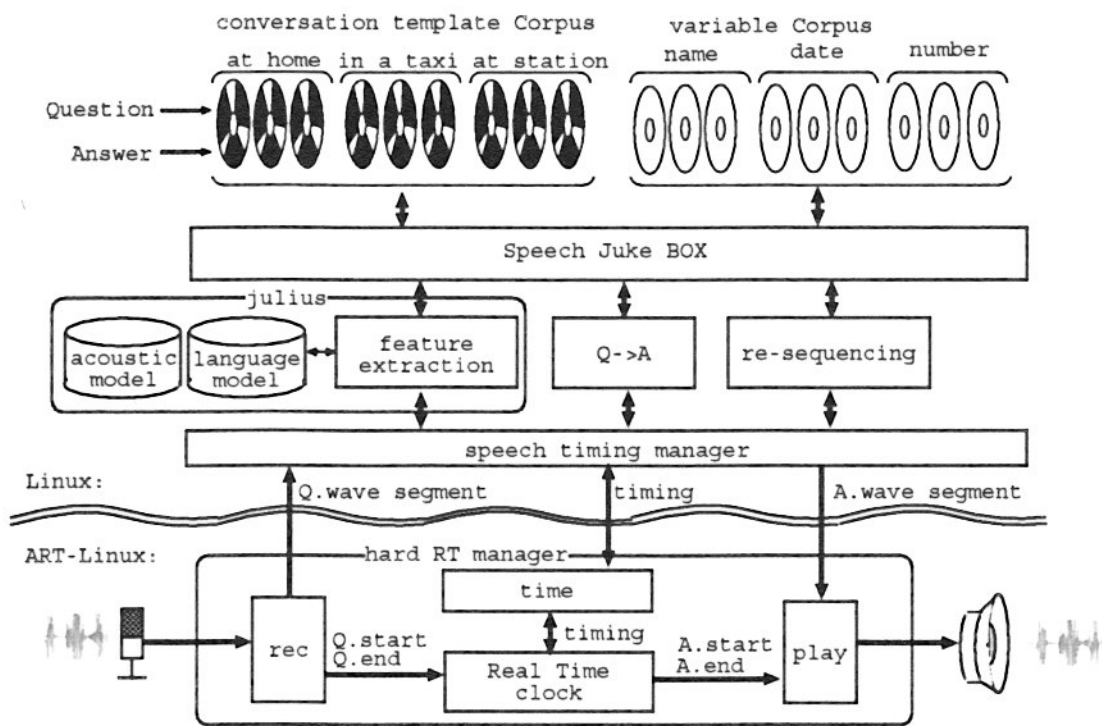 conversation template Corpus
variable Corpus
at home
in a taxi
at station
name
date
number
Question
Answer
Speech Juke BOX
julius
acoustic
model
language
model
feature
extraction
Q->A
re-sequencing
speech timing manager
Linux:
Q.wave segment
timing
A.wave segment
ART-Linux:
hard RT manager
time
timing
rec
Q.start
Q.end
Real Time
clock
A.start
A.end
play